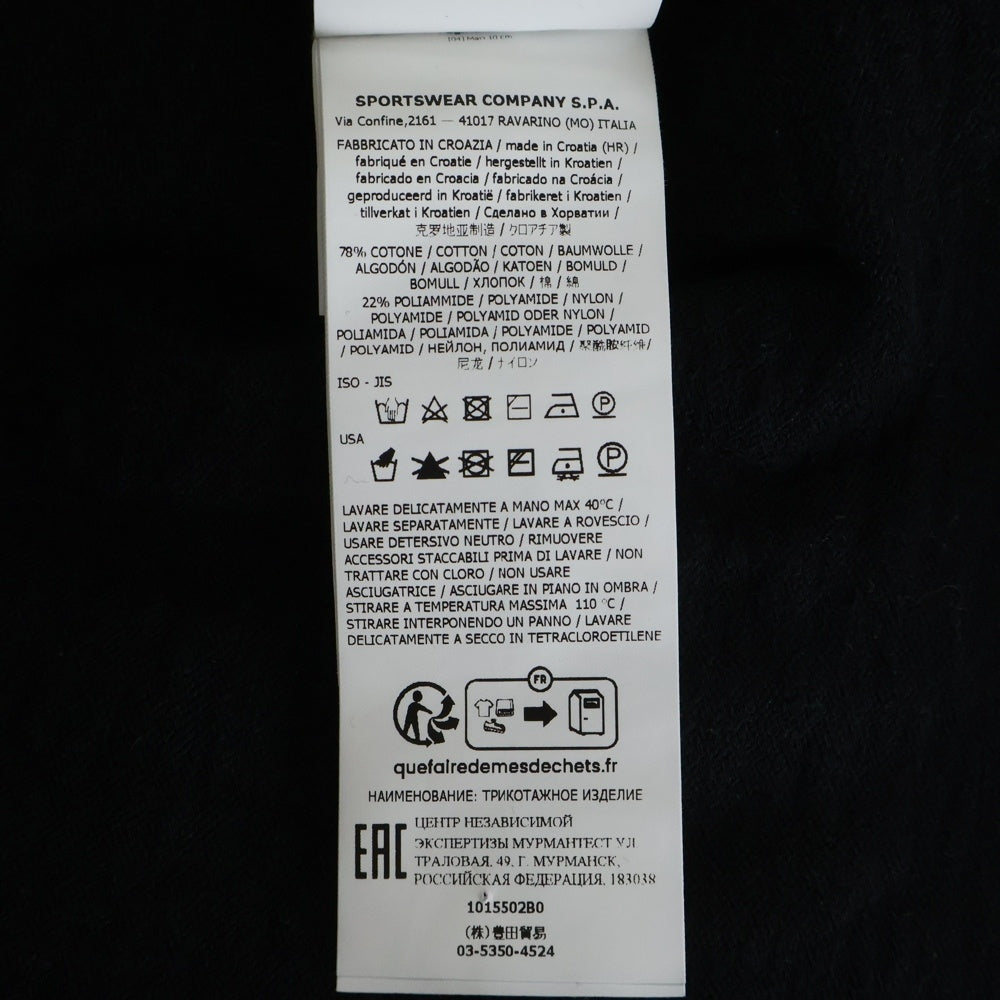 SPORTSWEAR COMPANY S.P.A.
Via Confine,2161 — 41017 RAVARINO (MO) ITALIA
FABBRICATO IN CROAZIA / made in Croatia (HR) /
fabriqué en Croatie / hergestellt in Kroatien /
fabricado en Croacia / fabricado na Croácia /
geproduceerd in Kroatië / fabrikeret i Kroatien /
tillverkat i Kroatien / Сделано в Хорватии /
克罗地亚制造 / クロアチア製
78% COTONE / COTTON / COTON / BAUMWOLLE /
ALGODÓN / ALGODÃO / KATOEN / BOMULD /
BOMULL / ХЛОПОК / 棉 / 綿
22% POLIAMMIDE / POLYAMIDE / NYLON /
POLYAMIDE / POLYAMID ODER NYLON /
POLIAMIDA / POLIAMIDA / POLYAMIDE / POLYAMID
/ POLYAMID / НЕЙЛОН, ПОЛИАМИД / 聚酰胺纤维/
尼龙 / ナイロン
ISO - JIS
P
USA
P
LAVARE DELICATAMENTE A MANO MAX 40°C /
LAVARE SEPARATAMENTE / LAVARE A ROVESCIO /
USARE DETERSIVO NEUTRO / RIMUOVERE
ACCESSORI STACCABILI PRIMA DI LAVARE / NON
TRATTARE CON CLORO / NON USARE
ASCIUGATRICE / ASCIUGARE IN PIANO IN OMBRA /
STIRARE A TEMPERATURA MASSIMA 110 °C /
STIRARE INTERPONENDO UN PANNO / LAVARE
DELICATAMENTE A SECCO IN TETRACLOROETILENE
FR
quefairedemesdechets.fr
НАИМЕНОВАНИЕ: ТРИКОТАЖНОЕ ИЗДЕЛИЕ
EAC
ЦЕНТР НЕЗАВИСИМОЙ
ЭКСПЕРТИЗЫ МУРМАНТЕСТ УЛ
ТРАЛОВАЯ, 49, Г. МУРМАНСК,
РОССИЙСКАЯ ФЕДЕРАЦИЯ, 183038
1015502B0
(株)豊田貿易
03-5350-4524